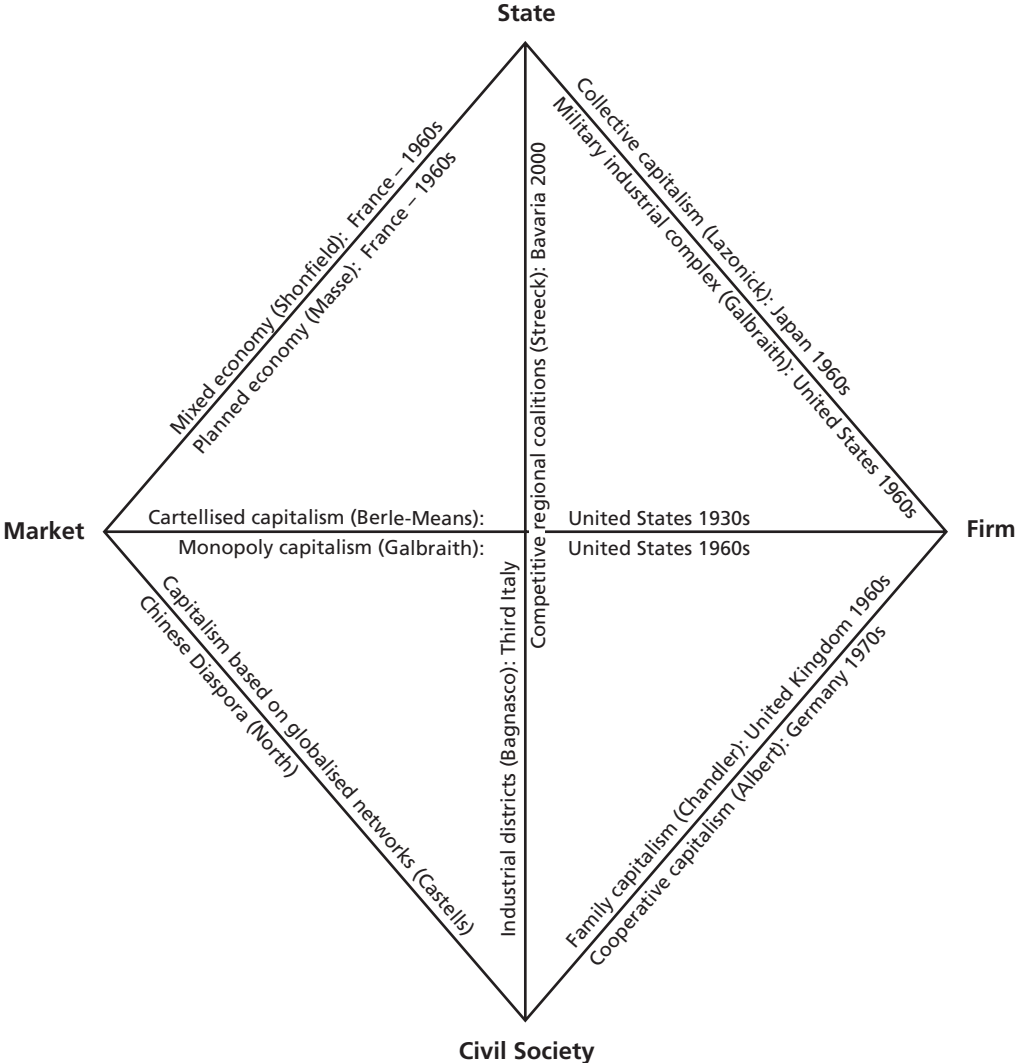 State
Mixed economy (Shonfield): France – 1960s
Planned economy (Masse): France – 1960s
Collective capitalism (Lazonick): Japan 1960s
Military industrial complex (Galbraith): United States 1960s
Competitive regional coalitions (Streeck): Bavaria 2000
Market
Cartellised capitalism (Berle-Means): United States 1930s
Monopoly capitalism (Galbraith): United States 1960s
Firm
Capitalism based on globalised networks (Castells)
Chinese Diaspora (North)
Industrial districts (Bagnasco): Third Italy
Family capitalism (Chandler): United Kingdom 1960s
Cooperative capitalism (Albert): Germany 1970s
Civil Society